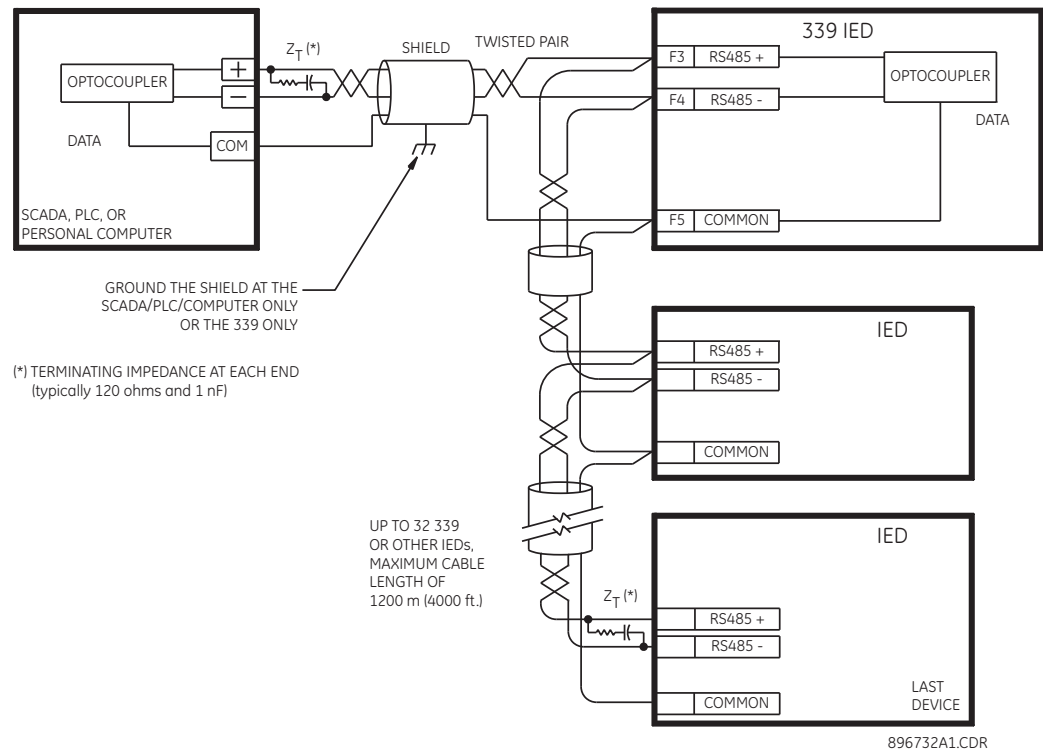 OPTOCOUPLER
DATA
+
−
COM
SCADA, PLC, OR
PERSONAL COMPUTER
ZT (*)
SHIELD
TWISTED PAIR
339 IED
F3 RS485 +
F4 RS485 -
F5 COMMON
OPTOCOUPLER
DATA
GROUND THE SHIELD AT THE
SCADA/PLC/COMPUTER ONLY
OR THE 339 ONLY
(*) TERMINATING IMPEDANCE AT EACH END
(typically 120 ohms and 1 nF)
IED
RS485 +
RS485 -
COMMON
UP TO 32 339
OR OTHER IEDs,
MAXIMUM CABLE
LENGTH OF
1200 m (4000 ft.)
ZT (*)
IED
RS485 +
RS485 -
COMMON
LAST
DEVICE
896732A1.CDR